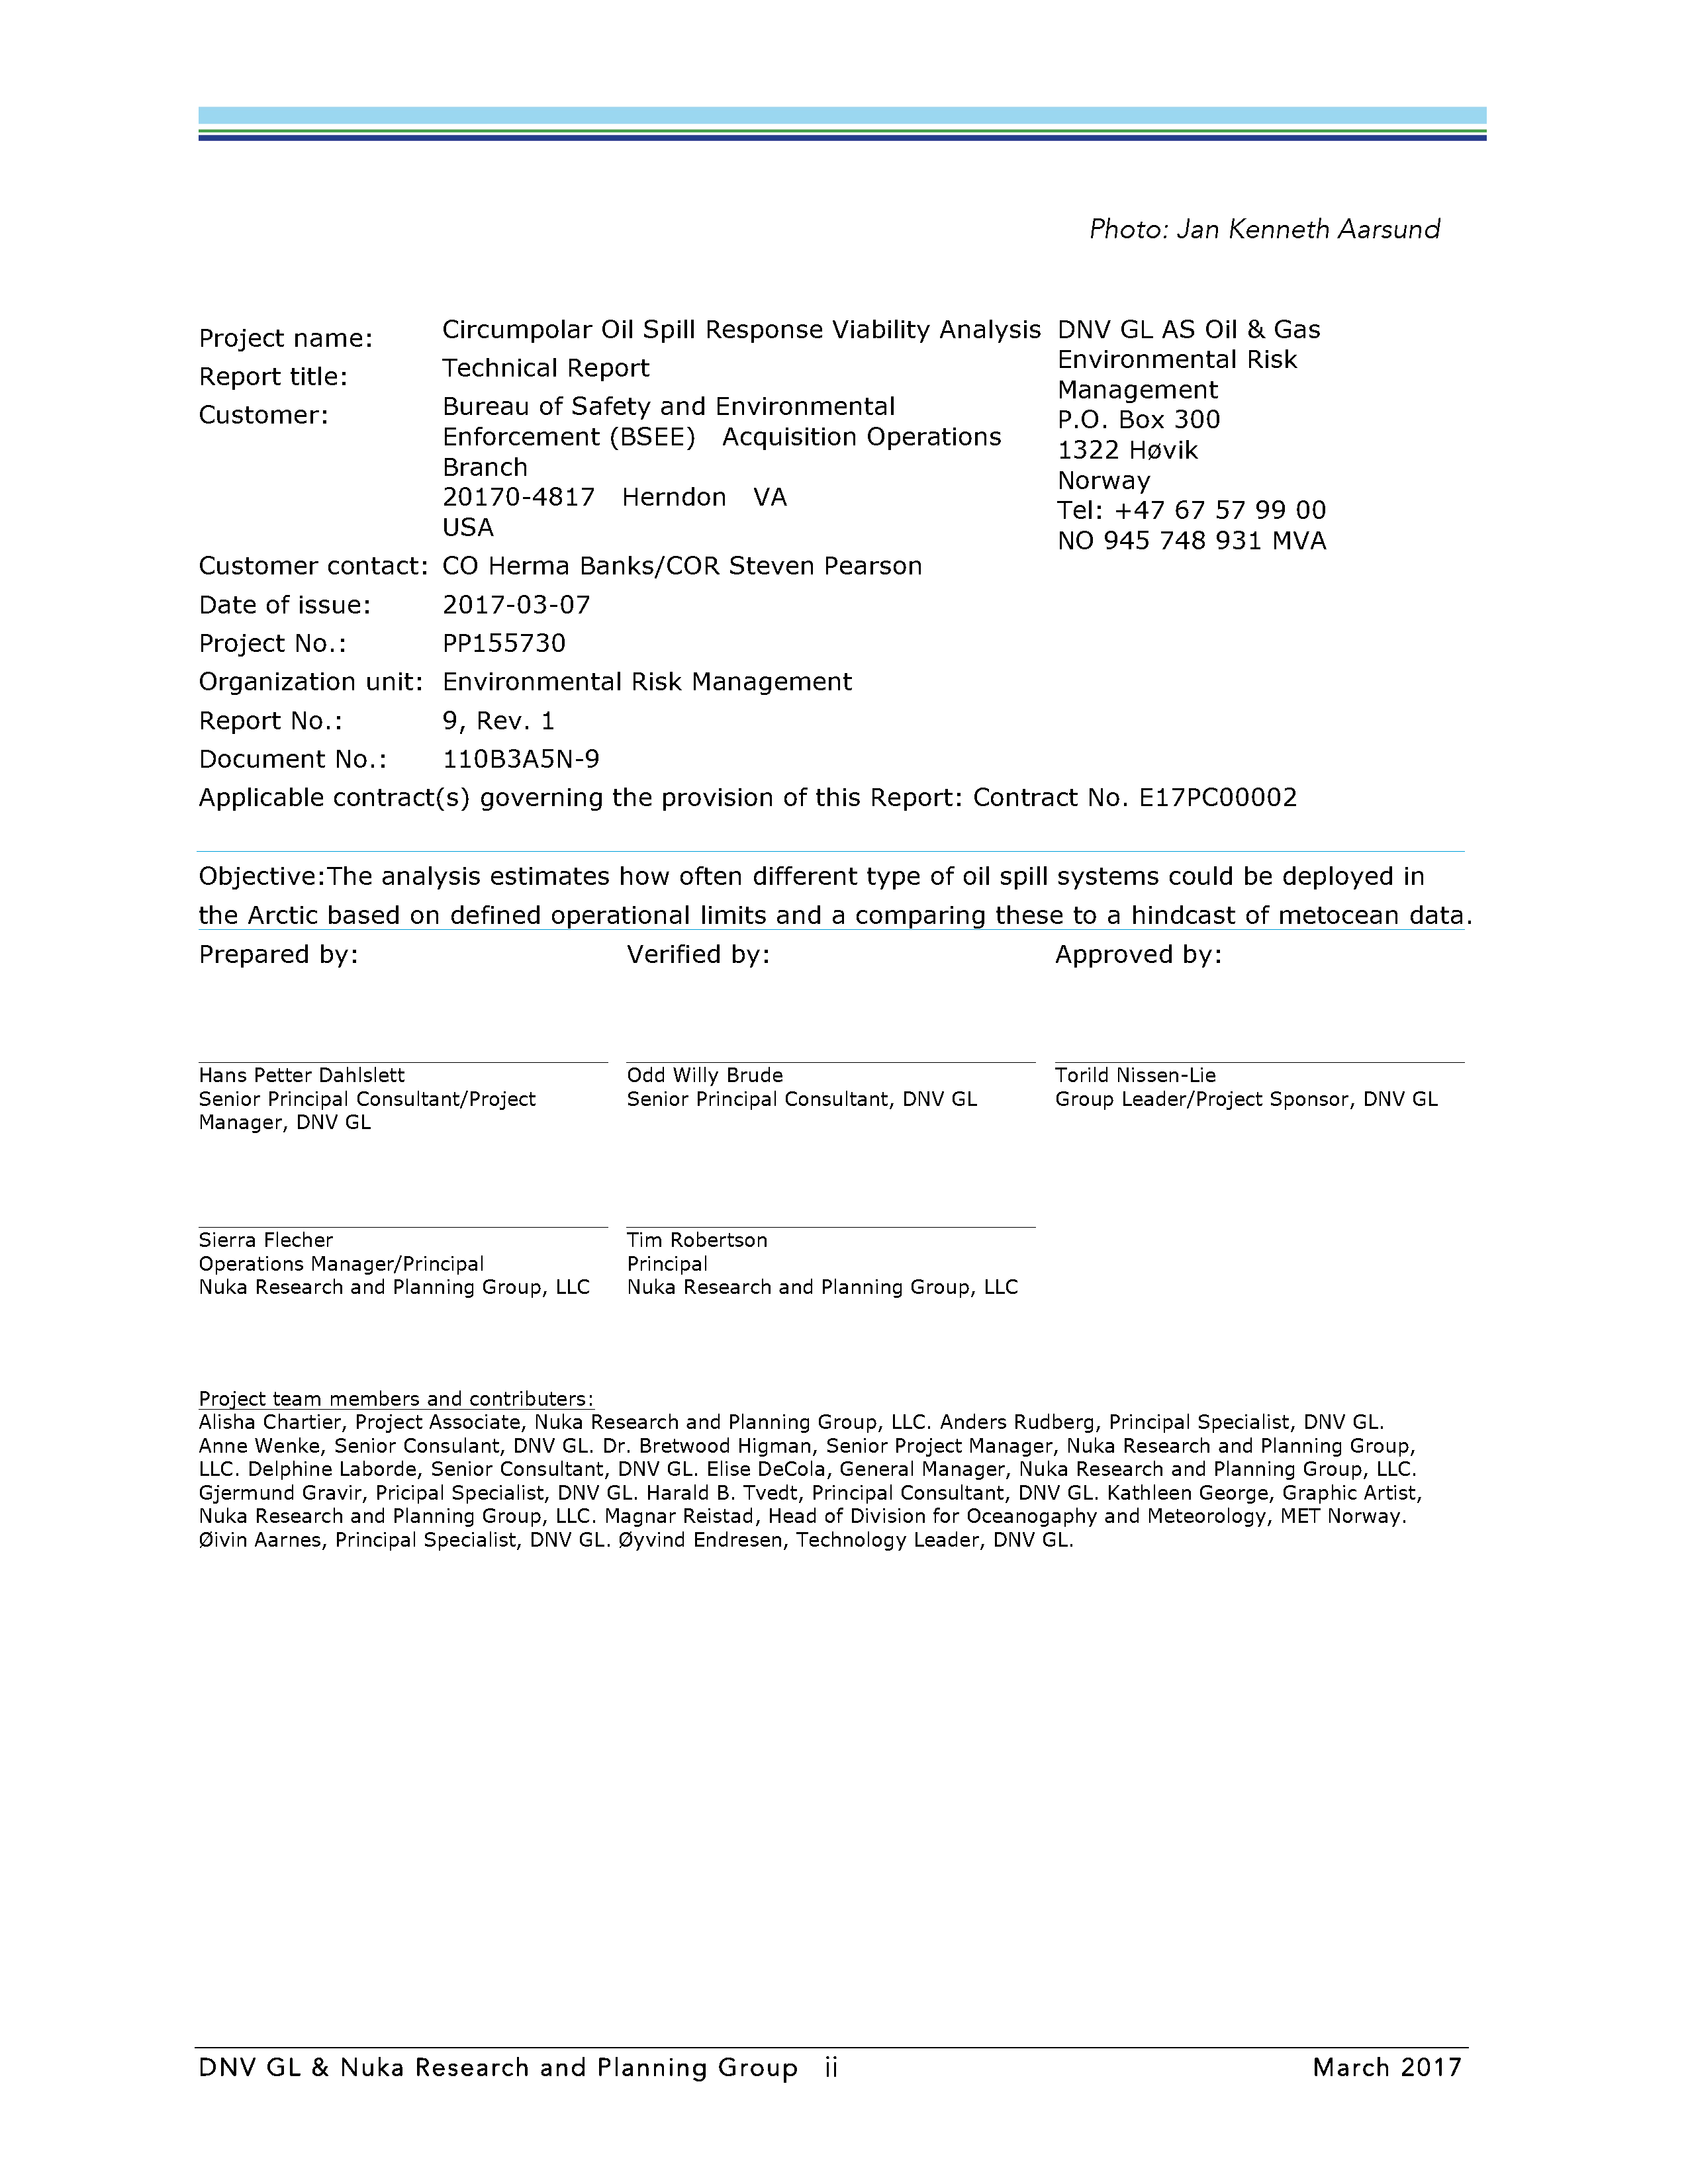 Photo: Jan Kenneth Aarsund
Project name: Circumpolar Oil Spill Response Viability Analysis
Report title: Technical Report
Customer: Bureau of Safety and Environmental
Enforcement (BSEE) Acquisition Operations
Branch
20170-4817 Herndon VA
USA
Customer contact: CO Herma Banks/COR Steven Pearson
Date of issue: 2017-03-07
Project No.: PP155730
Organization unit: Environmental Risk Management
Report No.: 9, Rev. 1
Document No.: 110B3A5N-9
DNV GL AS Oil & Gas
Environmental Risk
Management
P.O. Box 300
1322 Høvik
Norway
Tel: +47 67 57 99 00
NO 945 748 931 MVA
Applicable contract(s) governing the provision of this Report: Contract No. E17PC00002
Objective:The analysis estimates how often different type of oil spill systems could be deployed in
the Arctic based on defined operational limits and a comparing these to a hindcast of metocean data.
Prepared by: Verified by: Approved by:
Hans Petter Dahlslett
Senior Principal Consultant/Project
Manager, DNV GL
Odd Willy Brude
Senior Principal Consultant, DNV GL
Torild Nissen-Lie
Group Leader/Project Sponsor, DNV GL
Sierra Flecher
Operations Manager/Principal
Nuka Research and Planning Group, LLC
Tim Robertson
Principal
Nuka Research and Planning Group, LLC
Project team members and contributers:
Alisha Chartier, Project Associate, Nuka Research and Planning Group, LLC. Anders Rudberg, Principal Specialist, DNV GL.
Anne Wenke, Senior Consulant, DNV GL. Dr. Bretwood Higman, Senior Project Manager, Nuka Research and Planning Group,
LLC. Delphine Laborde, Senior Consultant, DNV GL. Elise DeCola, General Manager, Nuka Research and Planning Group, LLC.
Gjermund Gravir, Pricipal Specialist, DNV GL. Harald B. Tvedt, Principal Consultant, DNV GL. Kathleen George, Graphic Artist,
Nuka Research and Planning Group, LLC. Magnar Reistad, Head of Division for Oceanogaphy and Meteorology, MET Norway.
Øivin Aarnes, Principal Specialist, DNV GL. Øyvind Endresen, Technology Leader, DNV GL.
DNV GL & Nuka Research and Planning Group ii March 2017